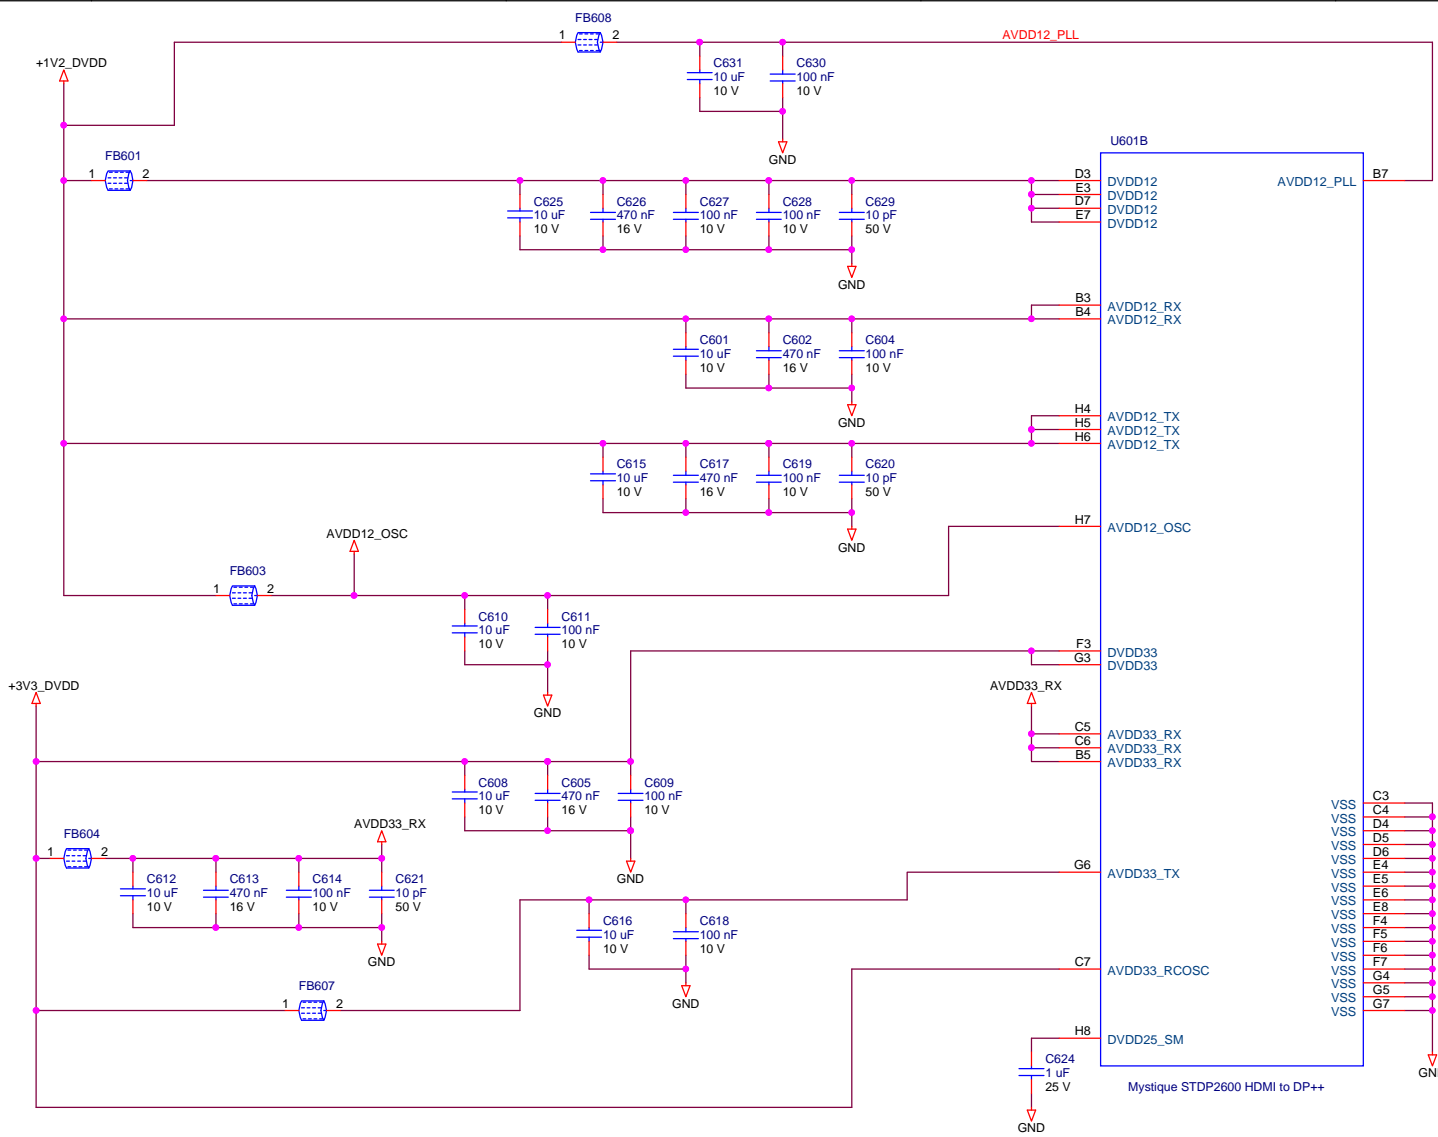 FB608
1 2
AVDD12_PLL
+1V2_DVDD
C631
10 uF
10 V
C630
100 nF
10 V
GND
U601B
FB601
1 2
C625
10 uF
10 V
C626
470 nF
16 V
C627
100 nF
10 V
C628
100 nF
10 V
C629
10 pF
50 V
GND
D3 DVDD12
E3 DVDD12
D7 DVDD12
E7 DVDD12
AVDD12_PLL B7
B3 AVDD12_RX
B4 AVDD12_RX
C601
10 uF
10 V
C602
470 nF
16 V
C604
100 nF
10 V
GND
H4 AVDD12_TX
H5 AVDD12_TX
H6 AVDD12_TX
C615
10 uF
10 V
C617
470 nF
16 V
C619
100 nF
10 V
C620
10 pF
50 V
GND
H7 AVDD12_OSC
AVDD12_OSC
FB603
1 2
C610
10 uF
10 V
C611
100 nF
10 V
GND
F3 DVDD33
G3 DVDD33
+3V3_DVDD
AVDD33_RX
C5 AVDD33_RX
C6 AVDD33_RX
B5 AVDD33_RX
C608
10 uF
10 V
C605
470 nF
16 V
C609
100 nF
10 V
GND
FB604
1 2
AVDD33_RX
C612
10 uF
10 V
C613
470 nF
16 V
C614
100 nF
10 V
C621
10 pF
50 V
GND
G6 AVDD33_TX
C616
10 uF
10 V
C618
100 nF
10 V
GND
FB607
1 2
C7 AVDD33_RCOSC
VSS C3
VSS C4
VSS D4
VSS D5
VSS D6
VSS E4
VSS E5
VSS E6
VSS E8
VSS F4
VSS F5
VSS F6
VSS F7
VSS G4
VSS G5
VSS G7
H8 DVDD25_SM
C624
1 uF
25 V
GND
Mystique STDP2600 HDMI to DP++